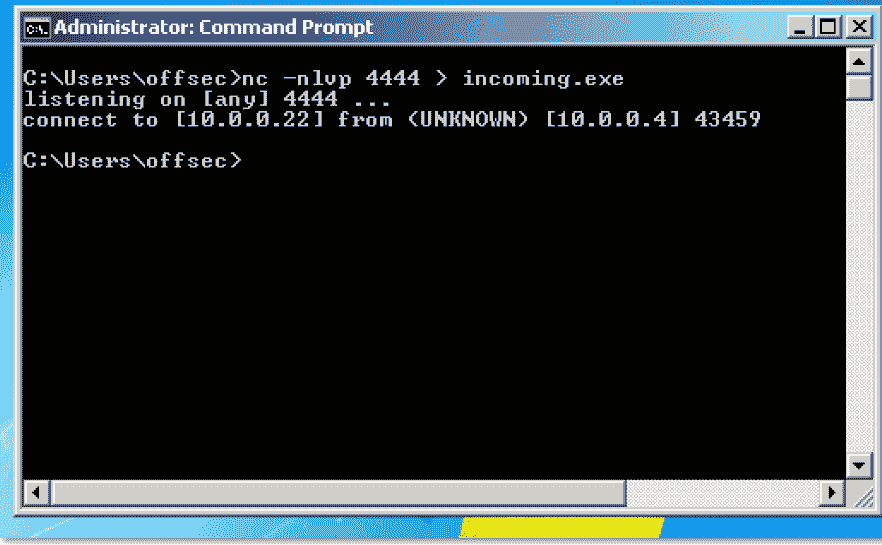 Administrator: Command Prompt
C:\Users\offsec>nc -nlvp 4444 > incoming.exe
listening on [any] 4444 ...
connect to [10.0.0.22] from (UNKNOWN) [10.0.0.4] 43459
C:\Users\offsec>